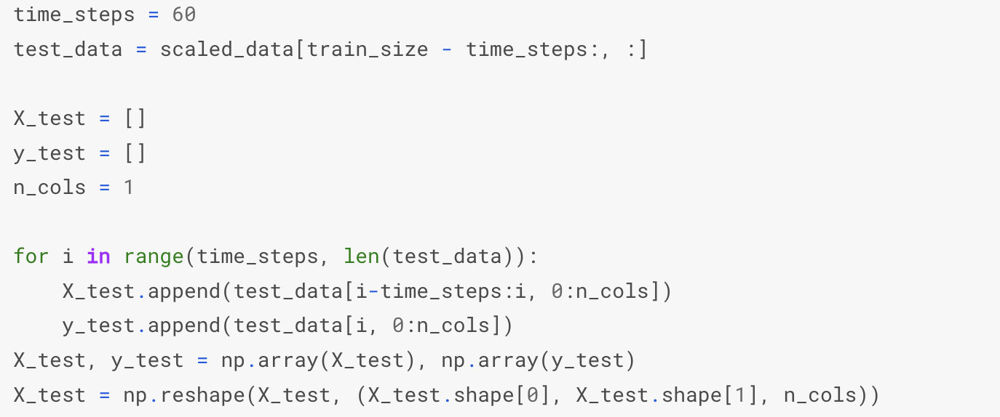 time_steps = 60
test_data = scaled_data[train_size - time_steps:, :]

X_test = []
y_test = []
n_cols = 1

for i in range(time_steps, len(test_data)):
    X_test.append(test_data[i-time_steps:i, 0:n_cols])
    y_test.append(test_data[i, 0:n_cols])
X_test, y_test = np.array(X_test), np.array(y_test)
X_test = np.reshape(X_test, (X_test.shape[0], X_test.shape[1], n_cols))